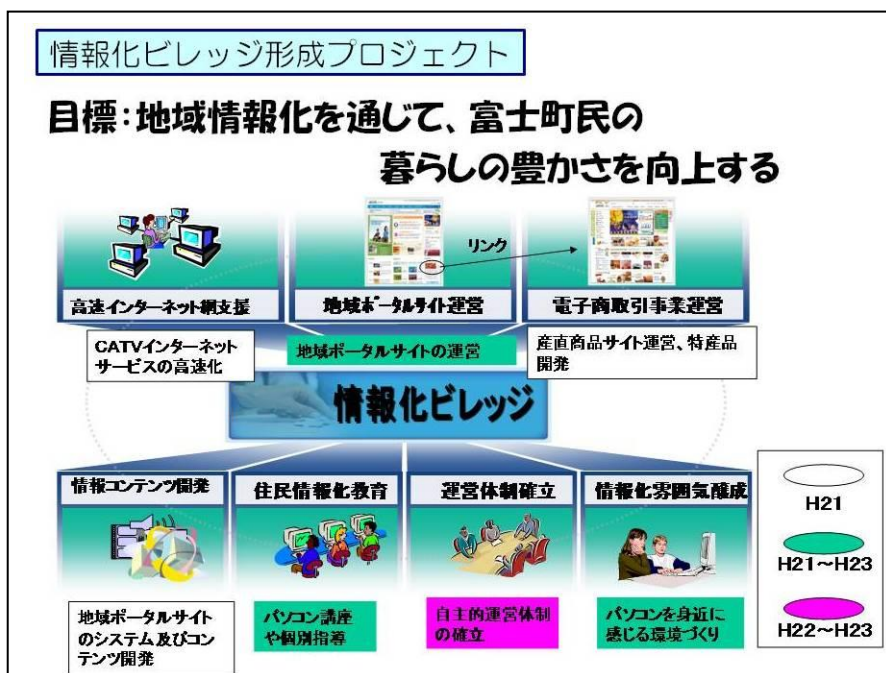 情報化ビレッジ形成プロジェクト
目標:地域情報化を通じて、富士町民の
暮らしの豊かさを向上する
リンク
高速インターネット網支援
地域ポータルサイト運営
電子商取引事業運営
CATVインターネット
サービスの高速化
地域ポータルサイトの運営
産直商品サイト運営、特産品
開発
情報化ビレッジ
情報コンテンツ開発
住民情報化教育
運営体制確立
情報化雰囲気醸成
地域ポータルサイト
のシステム及びコン
テンツ開発
パソコン講座
や個別指導
自主的運営体制
の確立
パソコンを身近に
感じる環境づくり
H21
H21~H23
H22~H23